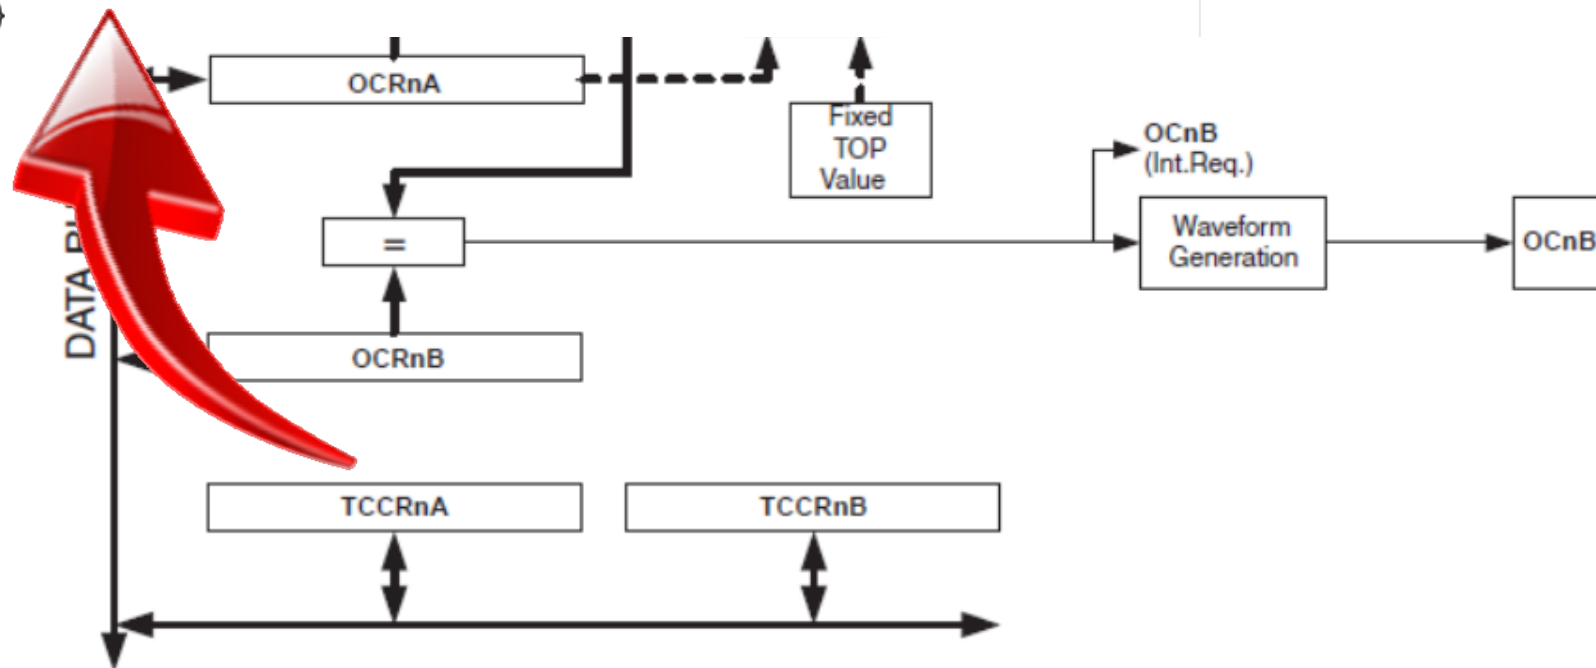 OCRnA
Fixed
TOP
Value
OCnB
(Int.Req.)
=
Waveform
Generation
OCnB
DATA
OCRnB
TCCRnA
TCCRnB